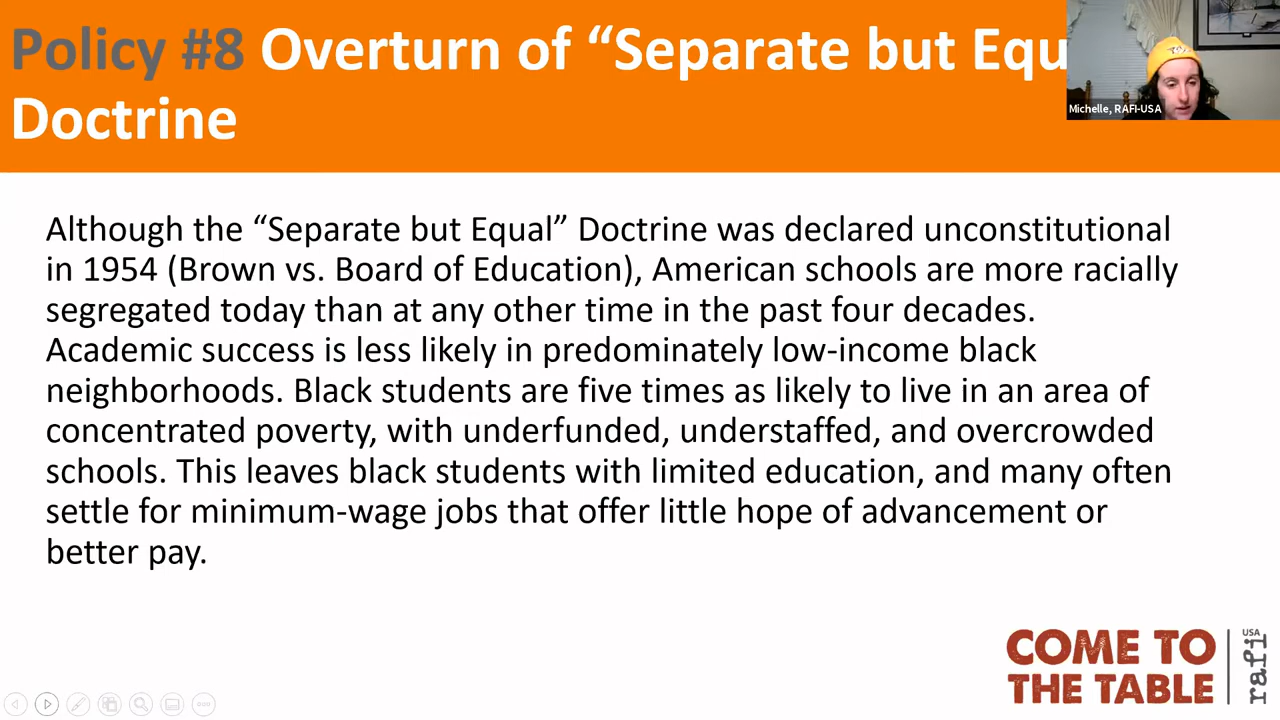 Policy #8 Overturn of “Separate but Equ
Doctrine
Michelle, RAFI-USA
Although the “Separate but Equal” Doctrine was declared unconstitutional
in 1954 (Brown vs. Board of Education), American schools are more racially
segregated today than at any other time in the past four decades.
Academic success is less likely in predominately low-income black
neighborhoods. Black students are five times as likely to live in an area of
concentrated poverty, with underfunded, understaffed, and overcrowded
schools. This leaves black students with limited education, and many often
settle for minimum-wage jobs that offer little hope of advancement or
better pay.
COME TO
THE TABLE
rafi
USA